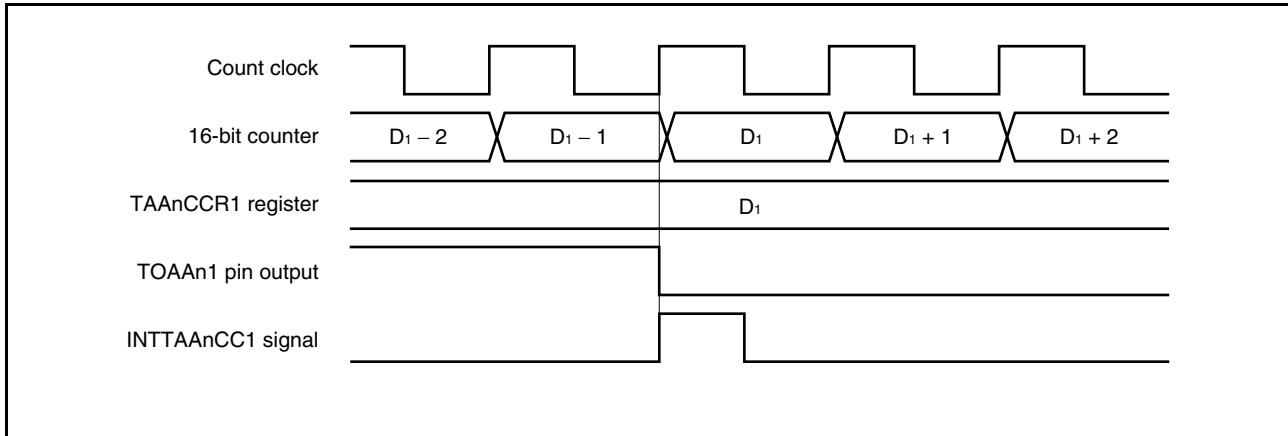 Count clock
16-bit counter D₁ − 2 D₁ − 1 D₁ D₁ + 1 D₁ + 2
TAAnCCR1 register D₁
TOAAn1 pin output
INTTAAnCC1 signal